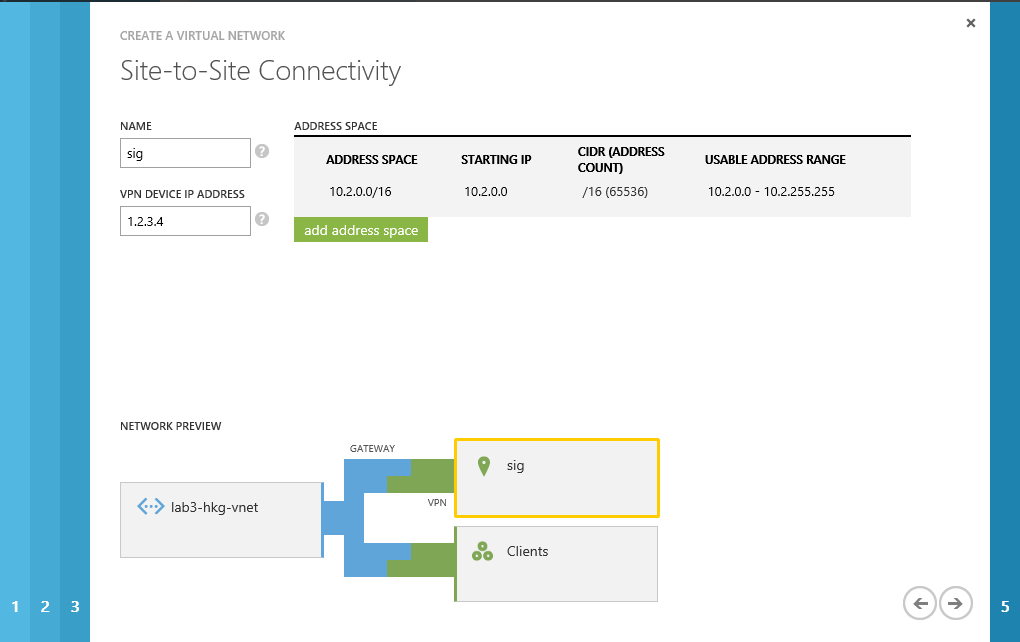 CREATE A VIRTUAL NETWORK
Site-to-Site Connectivity
NAME
sig
VPN DEVICE IP ADDRESS
1.2.3.4
ADDRESS SPACE
ADDRESS SPACE STARTING IP CIDR (ADDRESS COUNT) USABLE ADDRESS RANGE
10.2.0.0/16 10.2.0.0 /16 (65536) 10.2.0.0 - 10.2.255.255
add address space
NETWORK PREVIEW
GATEWAY
sig
VPN
lab3-hkg-vnet
Clients
1 2 3 5